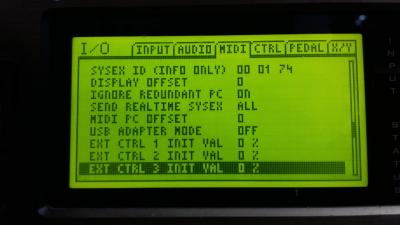 I/O INPUT AUDIO MIDI CTRL PEDAL X/Y
SYSEX ID (INFO ONLY) 00 01 74
DISPLAY OFFSET 0
IGNORE REDUNDANT PC ON
SEND REALTIME SYSEX ALL
MIDI PC OFFSET 0
USB ADAPTER MODE OFF
EXT CTRL 1 INIT VAL 0 %
EXT CTRL 2 INIT VAL 0 %
EXT CTRL 3 INIT VAL 0 %
INPUT STATUS